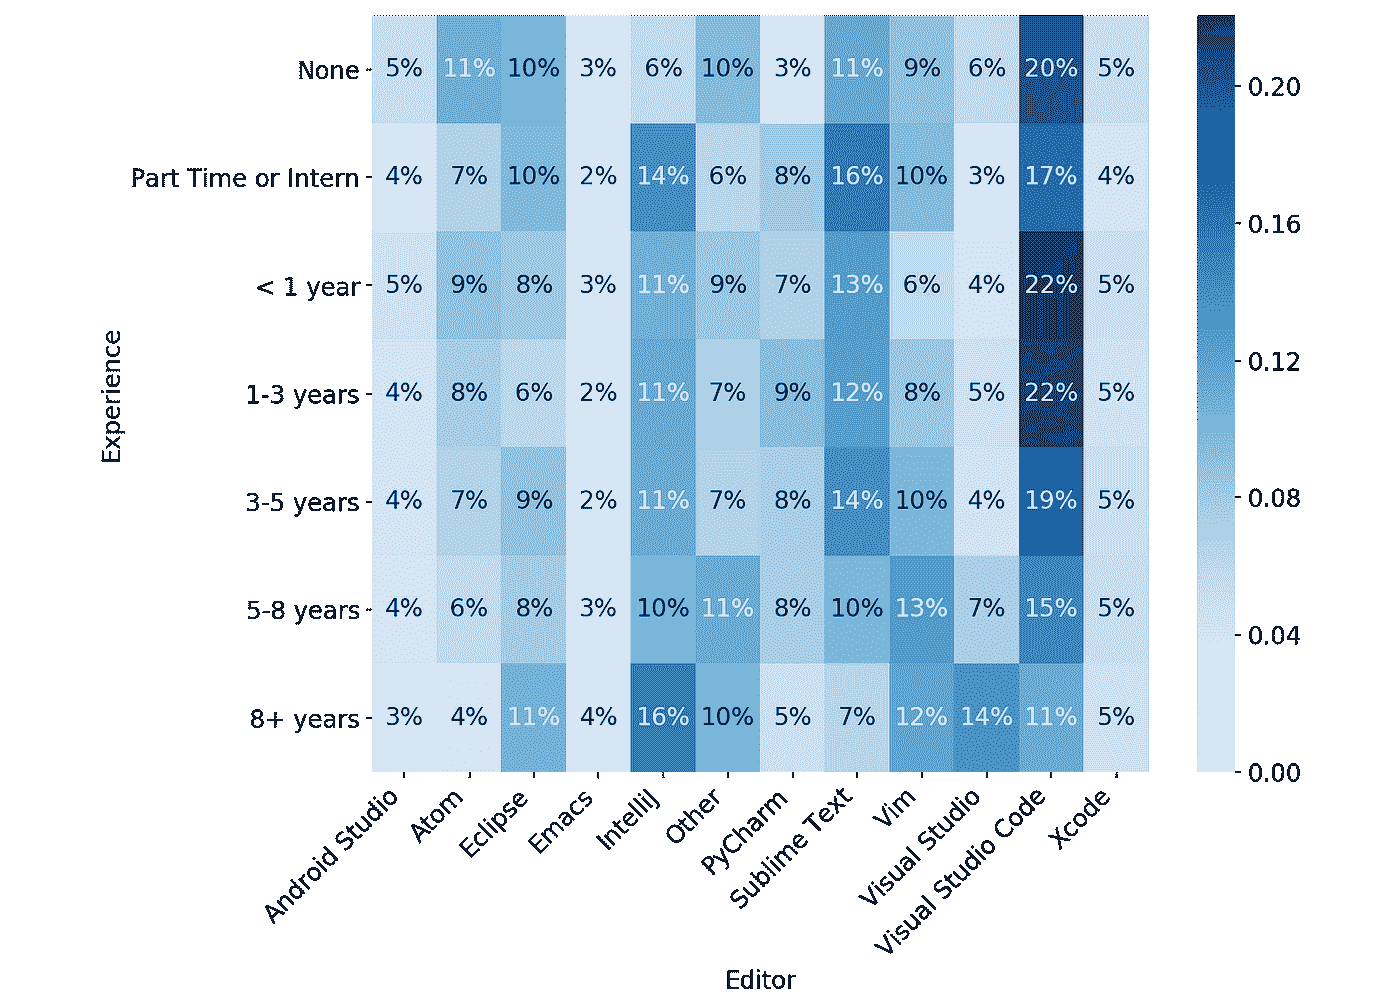 None 5% 11% 10% 3% 6% 10% 3% 11% 9% 6% 20% 5%
Part Time or Intern 4% 7% 10% 2% 14% 6% 8% 16% 10% 3% 17% 4%
< 1 year 5% 9% 8% 3% 11% 9% 7% 13% 6% 4% 22% 5%
1-3 years 4% 8% 6% 2% 11% 7% 9% 12% 8% 5% 22% 5%
3-5 years 4% 7% 9% 2% 11% 7% 8% 14% 10% 4% 19% 5%
5-8 years 4% 6% 8% 3% 10% 11% 8% 10% 13% 7% 15% 5%
8+ years 3% 4% 11% 4% 16% 10% 5% 7% 12% 14% 11% 5%
Experience
Android Studio
Atom
Eclipse
Emacs
IntelliJ
Other
PyCharm
Sublime Text
Vim
Visual Studio
Visual Studio Code
Xcode
Editor
0.20
0.16
0.12
0.08
0.04
0.00